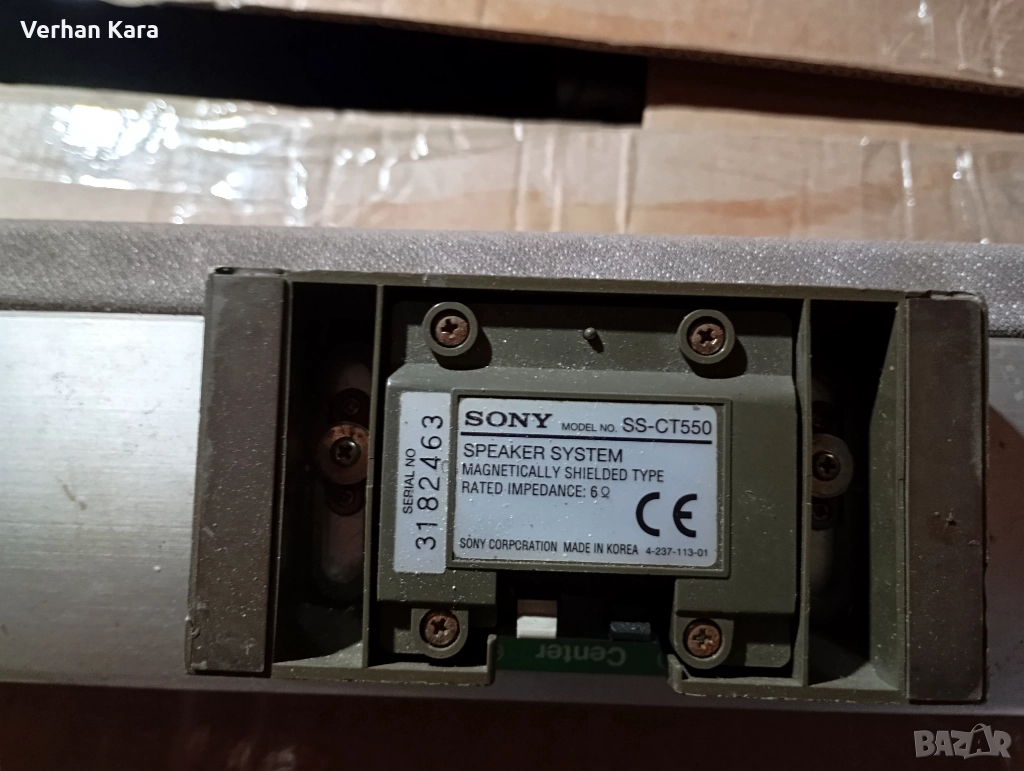 Verhan Kara
SERIAL NO
3182463
SONY MODEL NO. SS-CT550
SPEAKER SYSTEM
MAGNETICALLY SHIELDED TYPE
RATED IMPEDANCE: 6 Ω
CE
SONY CORPORATION MADE IN KOREA 4-237-113-01
Center
BAZAR